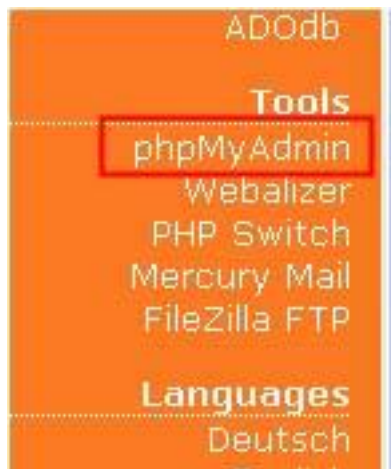 ADOdb
Tools
phpMyAdmin
Webalizer
PHP Switch
Mercury Mail
FileZilla FTP
Languages
Deutsch